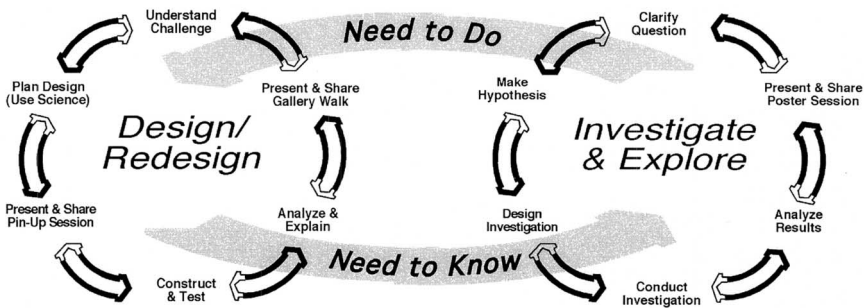 Understand
Challenge
Need to Do
Clarify
Question
Plan Design
(Use Science)
Present & Share
Gallery Walk
Make
Hypothesis
Present & Share
Poster Session
Design/
Redesign
Investigate
& Explore
Present & Share
Pin-Up Session
Analyze &
Explain
Design
Investigation
Analyze
Results
Need to Know
Construct
& Test
Conduct
Investigation